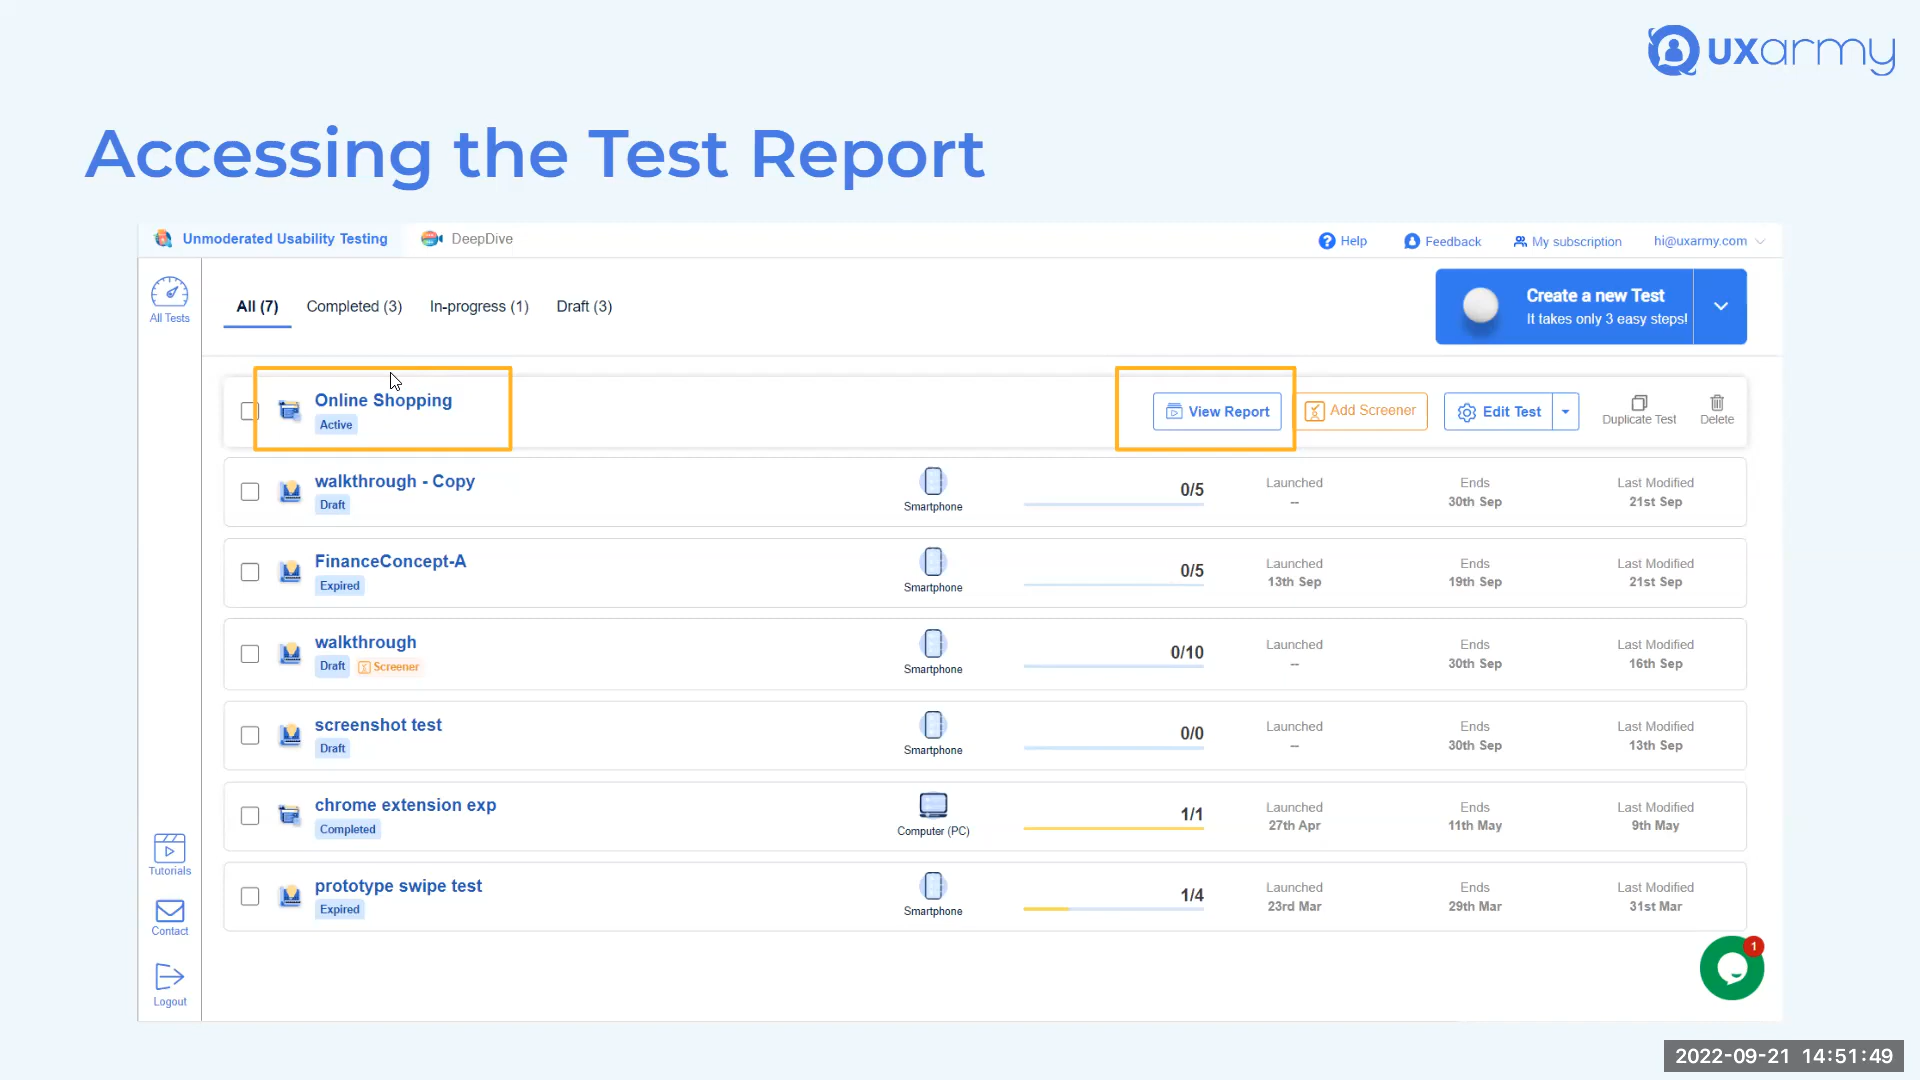 UXarmy
Accessing the Test Report
Unmoderated Usability Testing
DeepDive
Help
Feedback
My subscription
hi@uxarmy.com
All Tests
All (7)
Completed (3)
In-progress (1)
Draft (3)
Create a new Test
It takes only 3 easy steps!
Online Shopping
Active
View Report
Add Screener
Edit Test
Duplicate Test
Delete
walkthrough - Copy
Draft
Smartphone
0/5
Launched
--
Ends
30th Sep
Last Modified
21st Sep
FinanceConcept-A
Expired
Smartphone
0/5
Launched
13th Sep
Ends
19th Sep
Last Modified
21st Sep
walkthrough
Draft
Screener
Smartphone
0/10
Launched
--
Ends
30th Sep
Last Modified
16th Sep
screenshot test
Draft
Smartphone
0/0
Launched
--
Ends
30th Sep
Last Modified
13th Sep
chrome extension exp
Completed
Computer (PC)
1/1
Launched
27th Apr
Ends
11th May
Last Modified
9th May
prototype swipe test
Expired
Smartphone
1/4
Launched
23rd Mar
Ends
29th Mar
Last Modified
31st Mar
Tutorials
Contact
Logout
1
2022-09-21 14:51:49